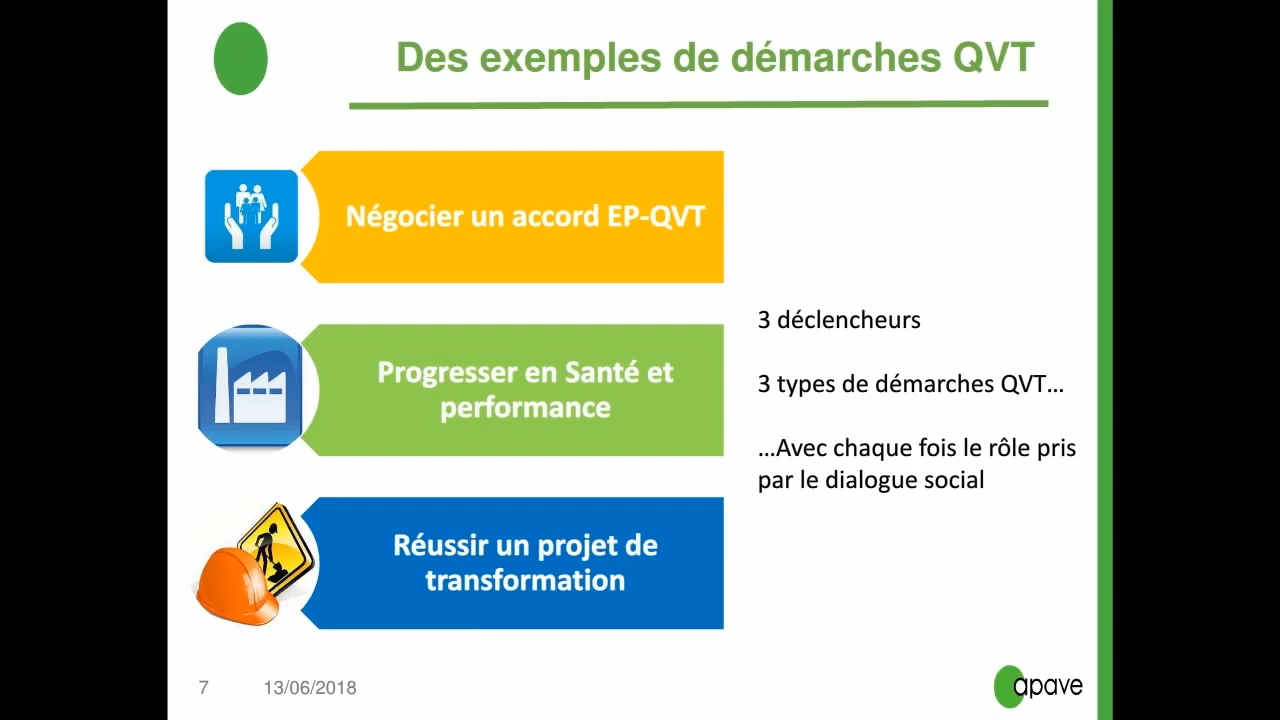 Des exemples de démarches QVT
Négocier un accord EP-QVT
Progresser en Santé et
performance
Réussir un projet de
transformation
3 déclencheurs
3 types de démarches QVT…
…Avec chaque fois le rôle pris
par le dialogue social
7
13/06/2018
apave